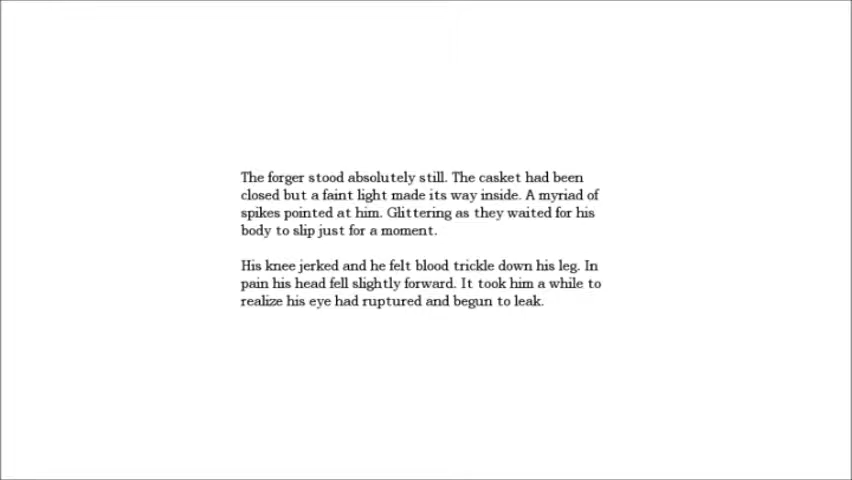 The forger stood absolutely still. The casket had been
closed but a faint light made its way inside. A myriad of
spikes pointed at him. Glittering as they waited for his
body to slip just for a moment.
His knee jerked and he felt blood trickle down his leg. In
pain his head fell slightly forward. It took him a while to
realize his eye had ruptured and begun to leak.